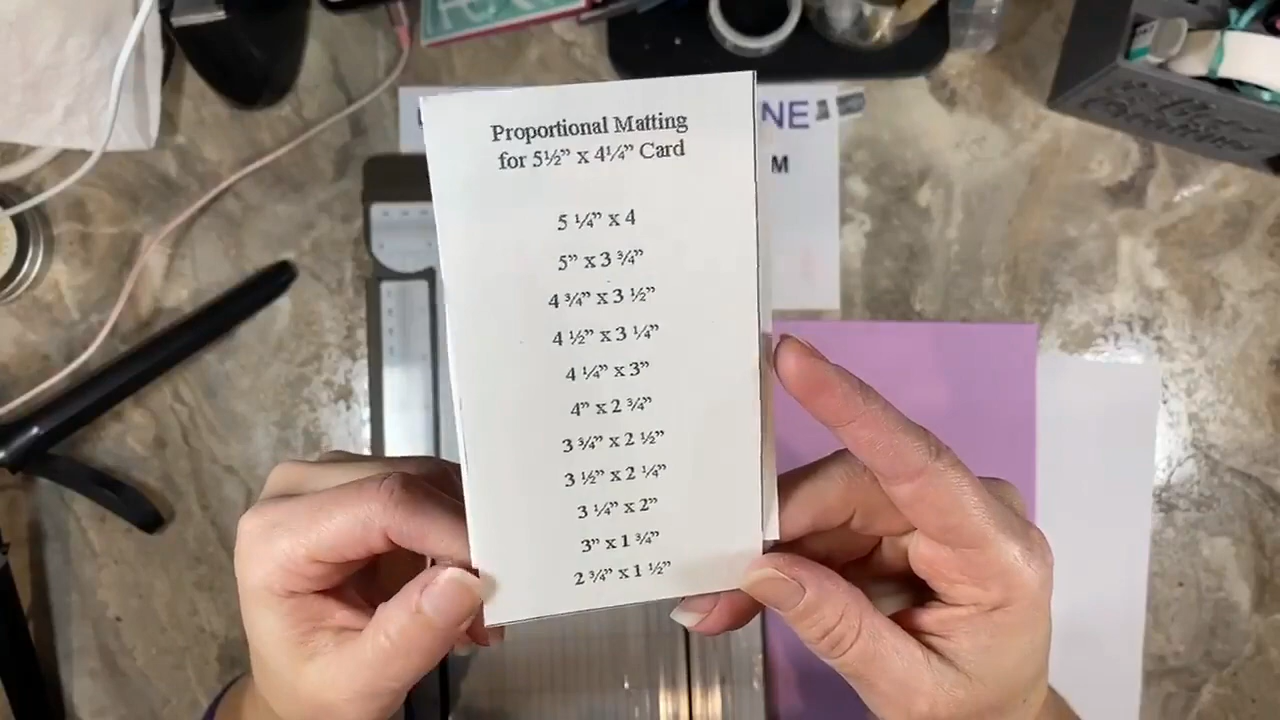 Proportional Matting
for 5½” x 4¼” Card
5 ¼” x 4
5” x 3 ¾”
4 ¾” x 3 ½”
4 ½” x 3 ¼”
4 ¼” x 3”
4” x 2 ¾”
3 ¾” x 2 ½”
3 ½” x 2 ¼”
3 ¼” x 2”
3” x 1 ¾”
2 ¾” x 1 ½”
NE
M